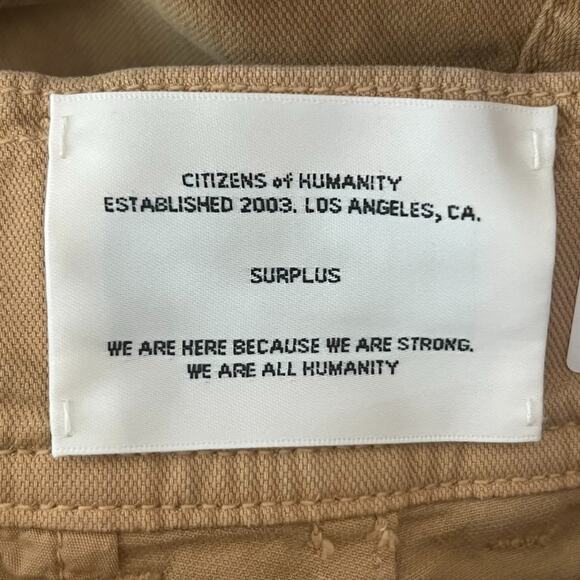 CITIZENS of HUMANITY
ESTABLISHED 2003. LOS ANGELES, CA.
SURPLUS
WE ARE HERE BECAUSE WE ARE STRONG.
WE ARE ALL HUMANITY